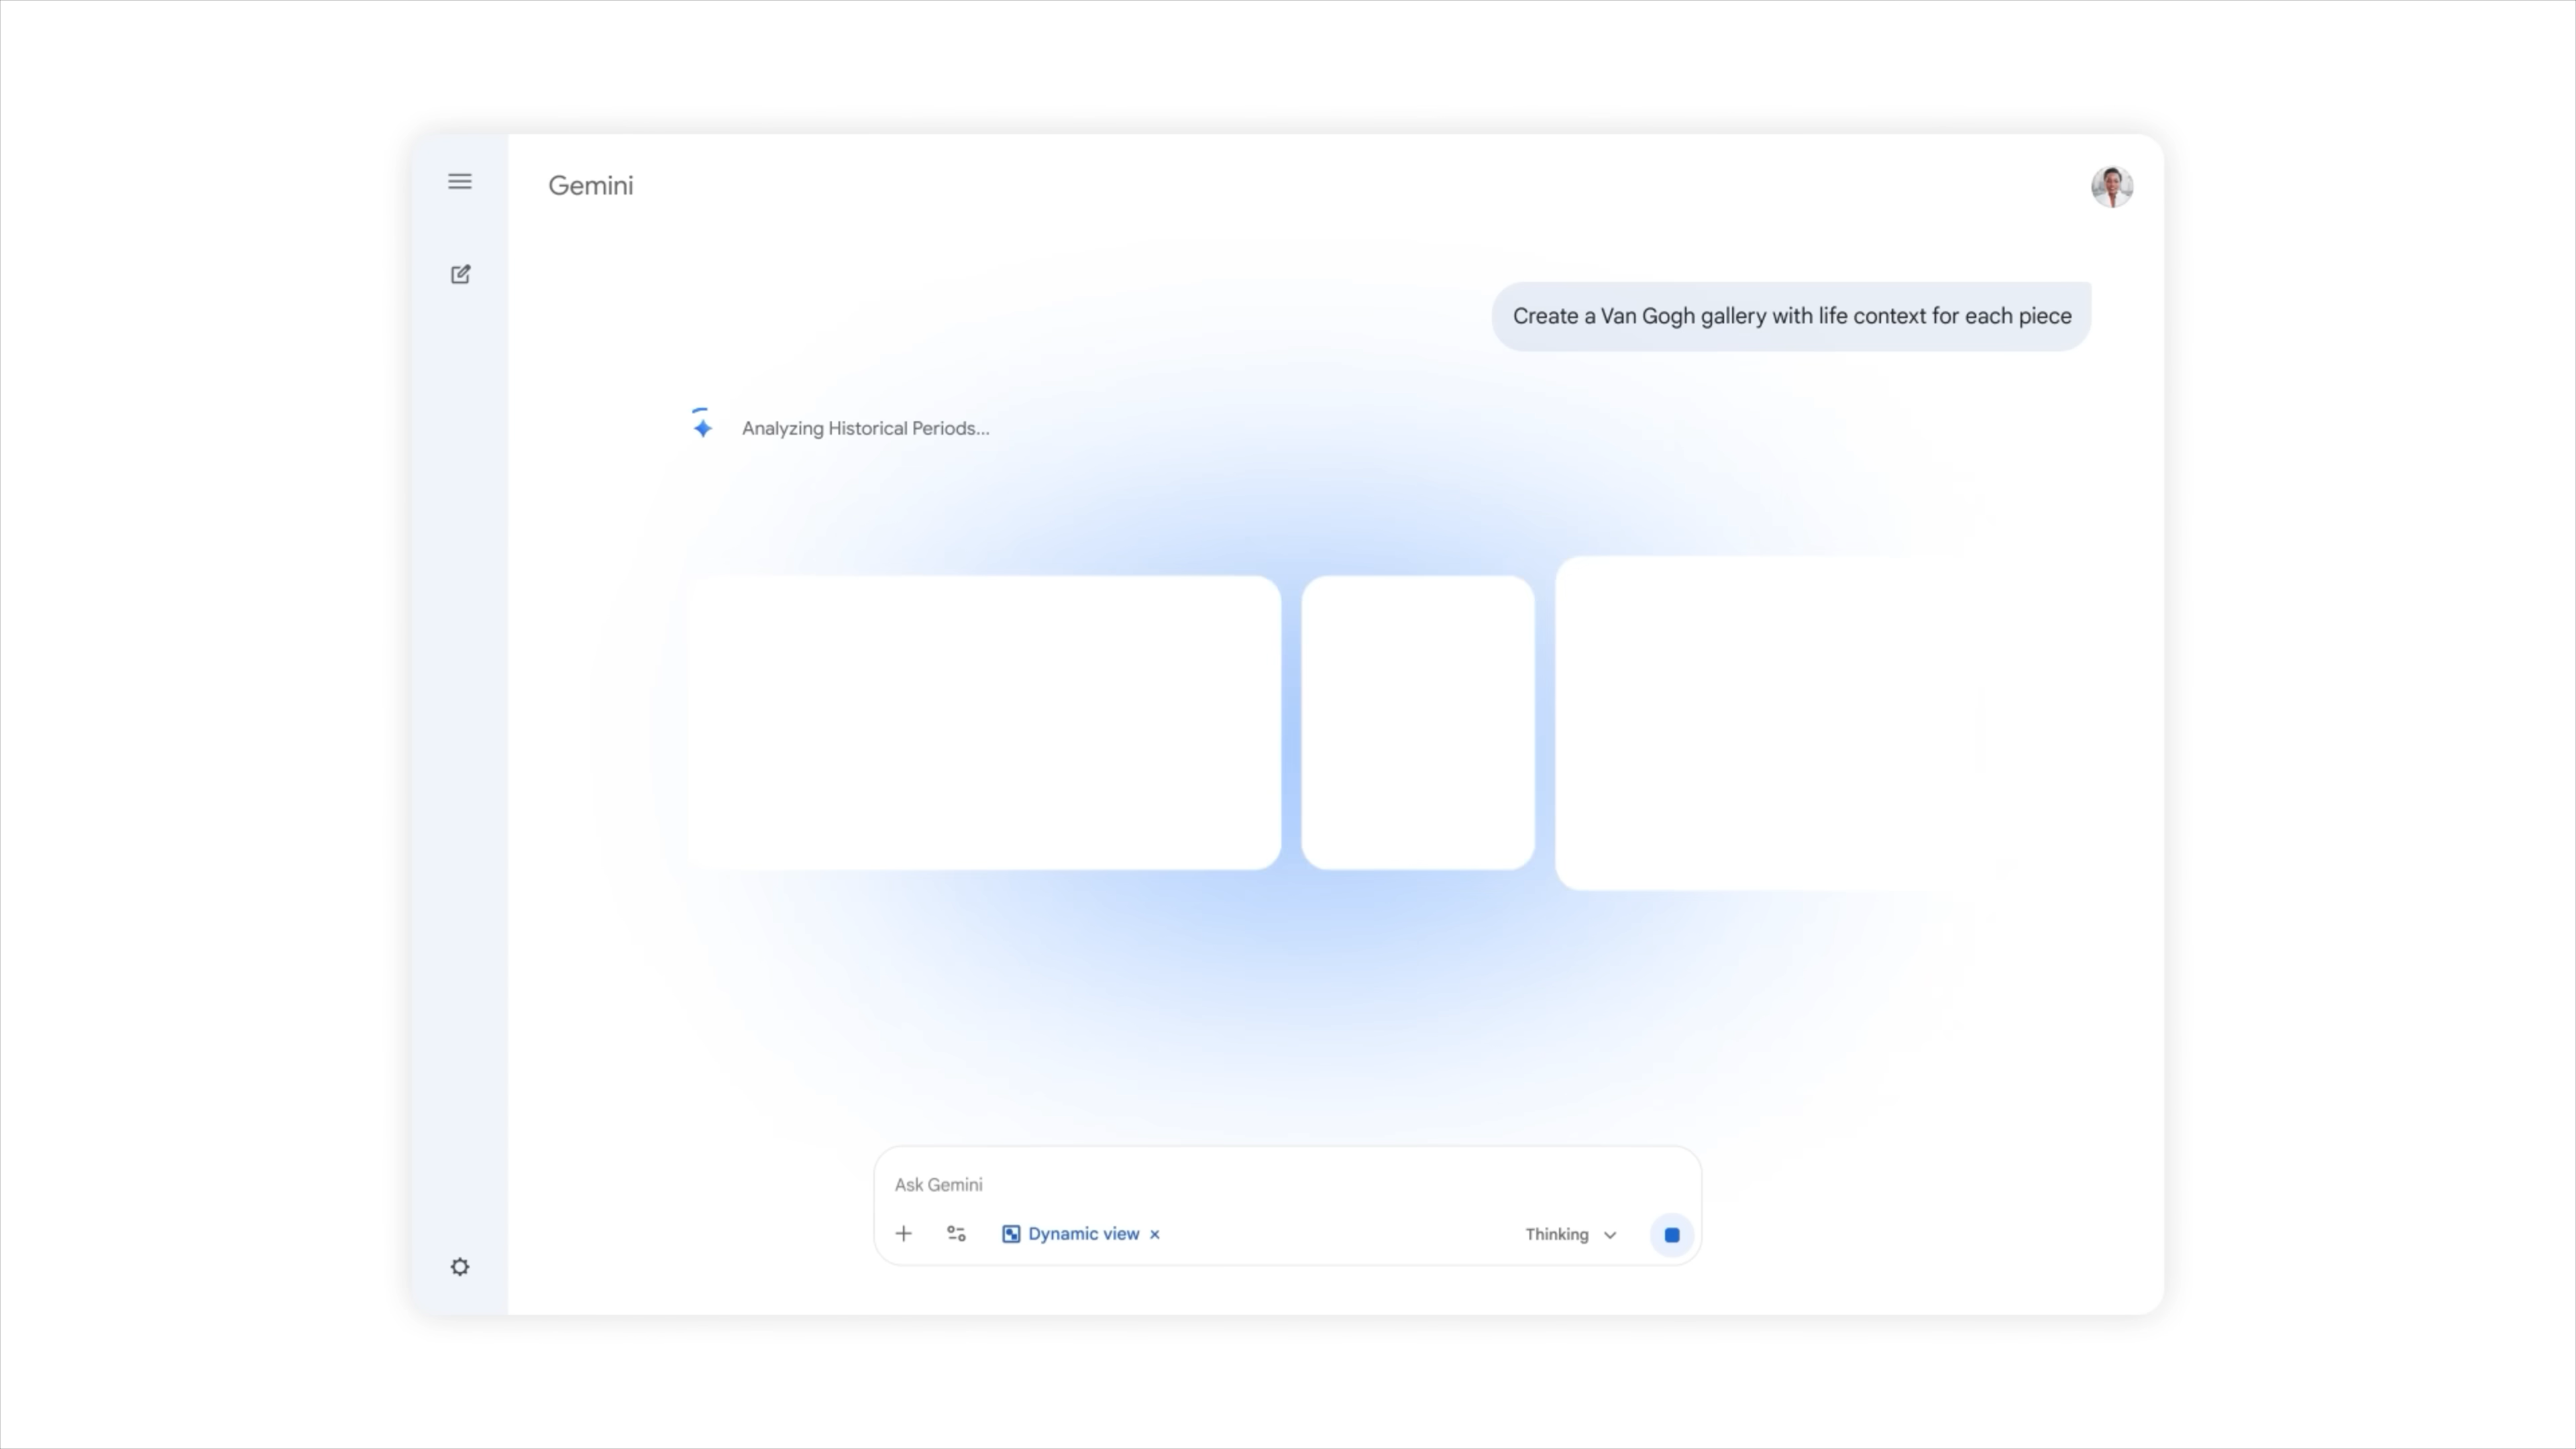 Gemini
Create a Van Gogh gallery with life context for each piece
Analyzing Historical Periods...
Ask Gemini
Dynamic view
Thinking